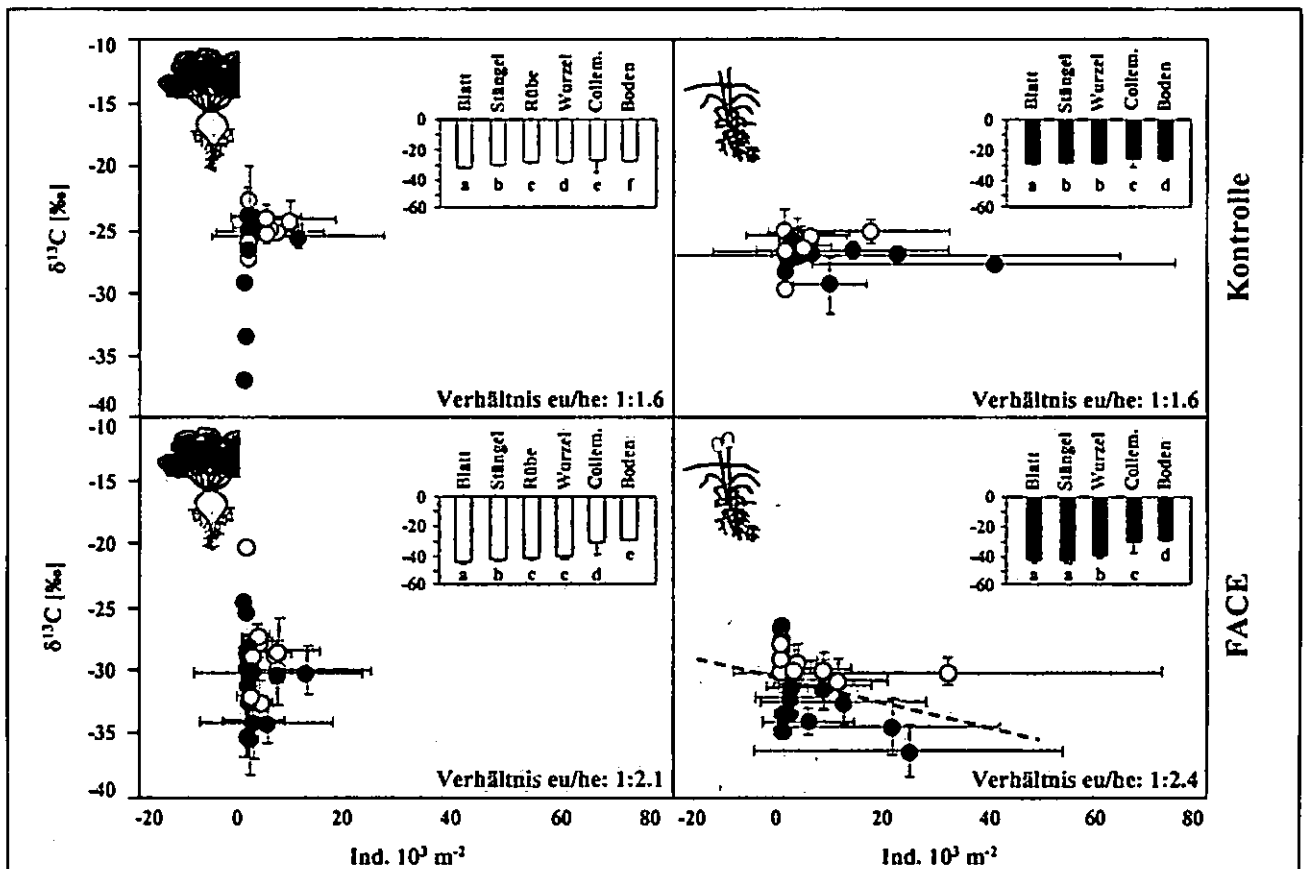 -10
-15
-20
-25
-30
-35
-40
δ¹³C [‰]
Blatt
Stängel
Rübe
Wurzel
Collem.
Boden
0
-20
-40
-60
a b c d e f
Verhältnis eu/he: 1:1.6
Blatt
Stängel
Wurzel
Collem.
Boden
0
-20
-40
-60
a b b c d
Verhältnis eu/he: 1:1.6
Kontrolle
-10
-15
-20
-25
-30
-35
-40
δ¹³C [‰]
Blatt
Stängel
Rübe
Wurzel
Collem.
Boden
0
-20
-40
-60
a b c c d e
Verhältnis eu/he: 1:2.1
Blatt
Stängel
Wurzel
Collem.
Boden
0
-20
-40
-60
a a b c d
Verhältnis eu/he: 1:2.4
FACE
-20 0 20 40 60 80
-20 0 20 40 60 80
Ind. 10³ m⁻²
Ind. 10³ m⁻²